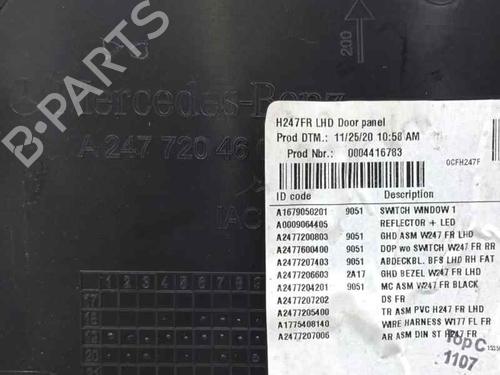 B-PARTS
200
Mercedes-Benz
A 247 720 46
IAC
H247FR LHD Door panel
Prod DTM.: 11/25/20 10:58 AM
Prod Nbr.: 0004416783
0CFH247F
ID code Description
A1679050201 9051 SWITCH WINDOW 1
A0009064405 REFLECTOR + LED
A2477200803 9051 GHD ASM W247 FR LHD
A2477600400 9051 DOP wo SWITCH W247 FR RR
A2477207403 9051 ABDECKBL. BFS LHD RH FAT
A2477206603 2A17 GHD BEZEL W247 FR LHD
A2477204201 9051 MC ASM W247 FR BLACK
A2477207202 DS FR
A2477205400 TR ASM PVC H247 FR LHD
A1775408140 WIRE HARNESS W177 FL FR
A2477207006 AR ASM DIN ST H247 FR
Top C
1107
17
18
19
20